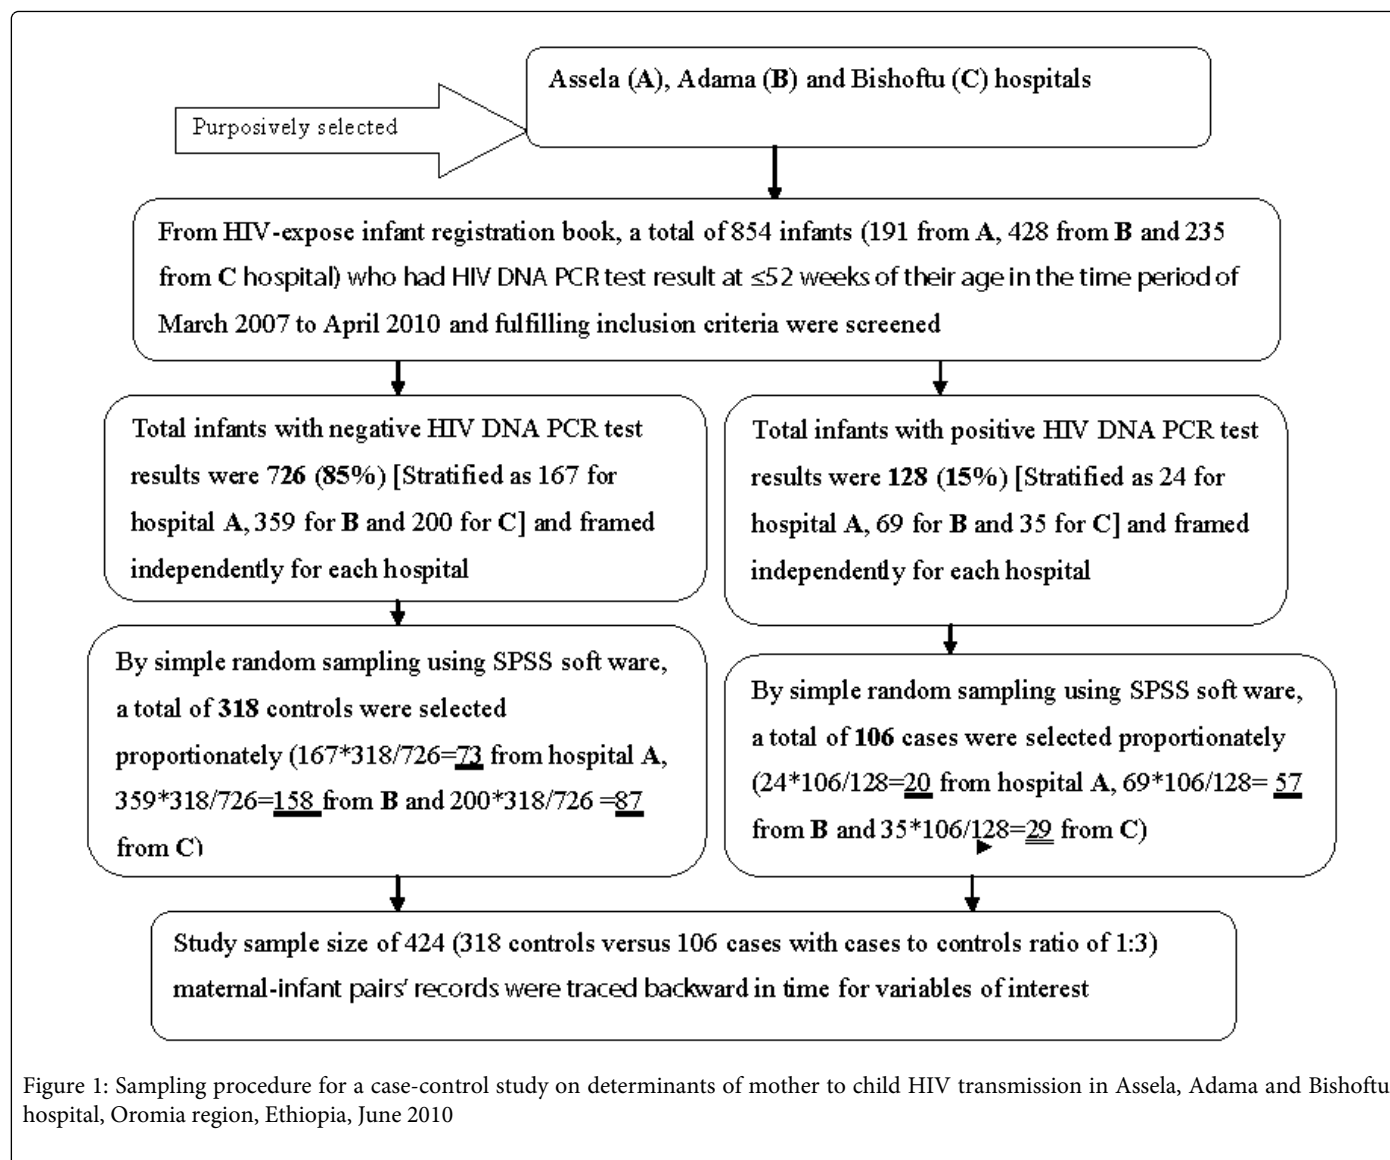 Assela (A), Adama (B) and Bishoftu (C) hospitals
Purposively selected
From HIV-expose infant registration book, a total of 854 infants (191 from A, 428 from B and 235
from C hospital) who had HIV DNA PCR test result at ≤52 weeks of their age in the time period of
March 2007 to April 2010 and fulfilling inclusion criteria were screened
Total infants with negative HIV DNA PCR test
results were 726 (85%) [Stratified as 167 for
hospital A, 359 for B and 200 for C] and framed
independently for each hospital
Total infants with positive HIV DNA PCR test
results were 128 (15%) [Stratified as 24 for
hospital A, 69 for B and 35 for C] and framed
independently for each hospital
By simple random sampling using SPSS soft ware,
a total of 318 controls were selected
proportionately (167*318/726=73 from hospital A,
359*318/726=158 from B and 200*318/726 =87
from C)
By simple random sampling using SPSS soft ware,
a total of 106 cases were selected proportionately
(24*106/128=20 from hospital A, 69*106/128= 57
from B and 35*106/128=29 from C)
Study sample size of 424 (318 controls versus 106 cases with cases to controls ratio of 1:3)
maternal-infant pairs' records were traced backward in time for variables of interest
Figure 1: Sampling procedure for a case-control study on determinants of mother to child HIV transmission in Assela, Adama and Bishoftu
hospital, Oromia region, Ethiopia, June 2010